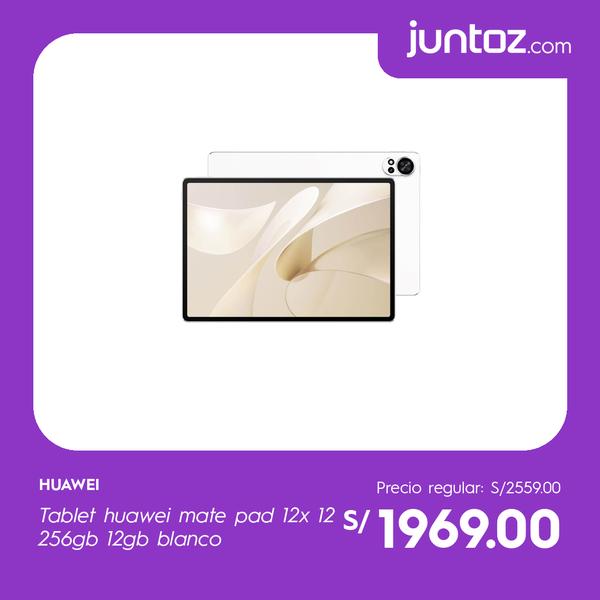 juntoz.com
HUAWEI
Tablet huawei mate pad 12x 12
256gb 12gb blanco
Precio regular: S/2559.00
S/1969.00